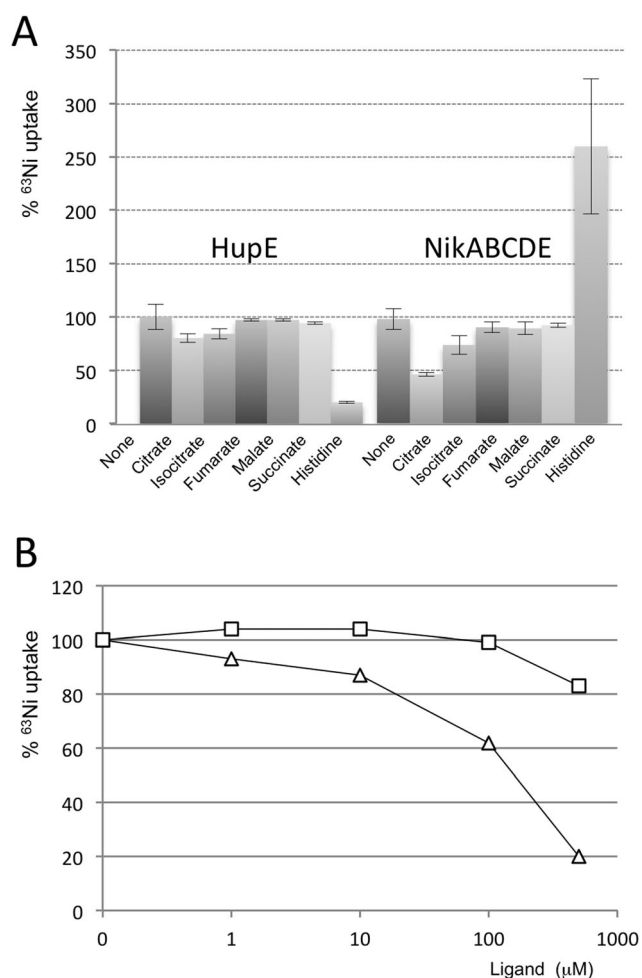 A
% ⁶³Ni uptake
350
300
250
200
150
100
50
0
HupE
NikABCDE
None
Citrate
Isocitrate
Fumarate
Malate
Succinate
Histidine
None
Citrate
Isocitrate
Fumarate
Malate
Succinate
Histidine
B
% ⁶³Ni uptake
120
100
80
60
40
20
0
0 1 10 100 1000
Ligand (μM)